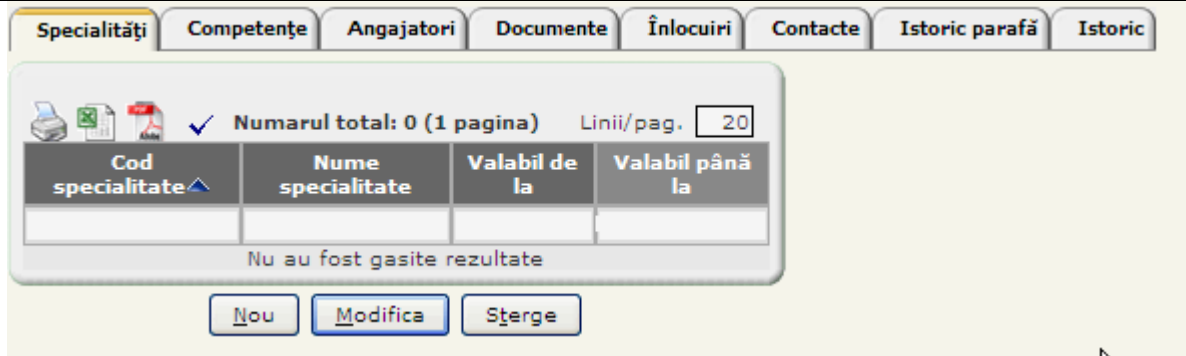 Specialități Competențe Angajatori Documente Înlocuiri Contacte Istoric parafă Istoric
Numarul total: 0 (1 pagina) Linii/pag. 20
Cod specialitate Nume specialitate Valabil de la Valabil până la
Nu au fost gasite rezultate
Nou Modifica Sterge